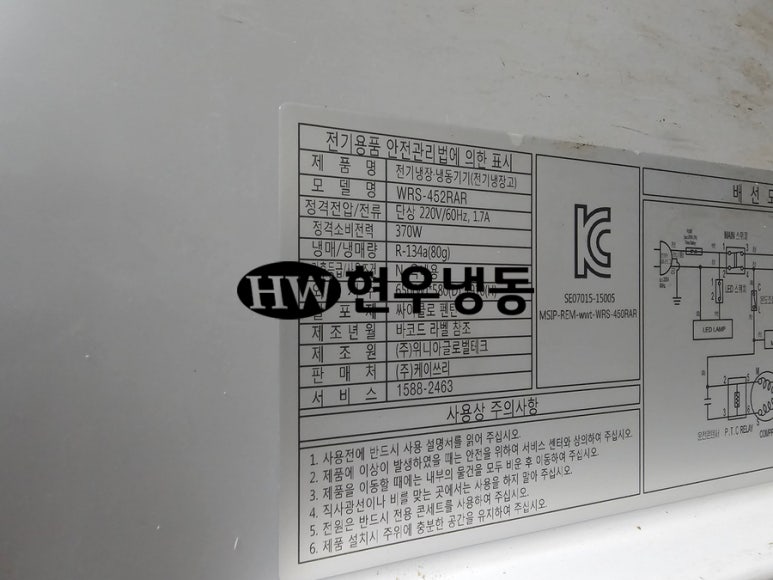 전기용품 안전관리법에 의한 표시
제 품 명 전기냉장·냉동기기(전기냉장고)
모 델 명 WRS-452RAR
정격전압/전류 단상 220V/60Hz, 1.7A
정격소비전력 370W
냉매/냉매량 R-134a(80g)
HW 현우냉동
싸이클로 펜탄
제 조 년 월 바코드 라벨 참조
제 조 원 (주)위니아글로벌테크
판 매 처 (주)케이쓰리
서 비 스 1588-2463
SE07015-15005
MSIP-REM-wwt-WRS-450RAR
사용상 주의사항
1. 사용전에 반드시 사용 설명서를 읽어 주십시오.
2. 제품에 이상이 발생하였을 때는 안전을 위하여 서비스 센터와 상의하여 주십시오.
3. 제품을 이동할 때에는 내부의 물건을 모두 비운 후 이동하여 주십시오.
4. 직사광선이나 비를 맞는 곳에서는 사용을 하지 말아 주십시오.
5. 전원은 반드시 전용 콘센트를 사용하여 주십시오.
6. 제품 설치시 주위에 충분한 공간을 유지하여 주십시오.
배 선 도
MAIN 스위치
LED 스위치
LED LAMP
P.T.C RELAY